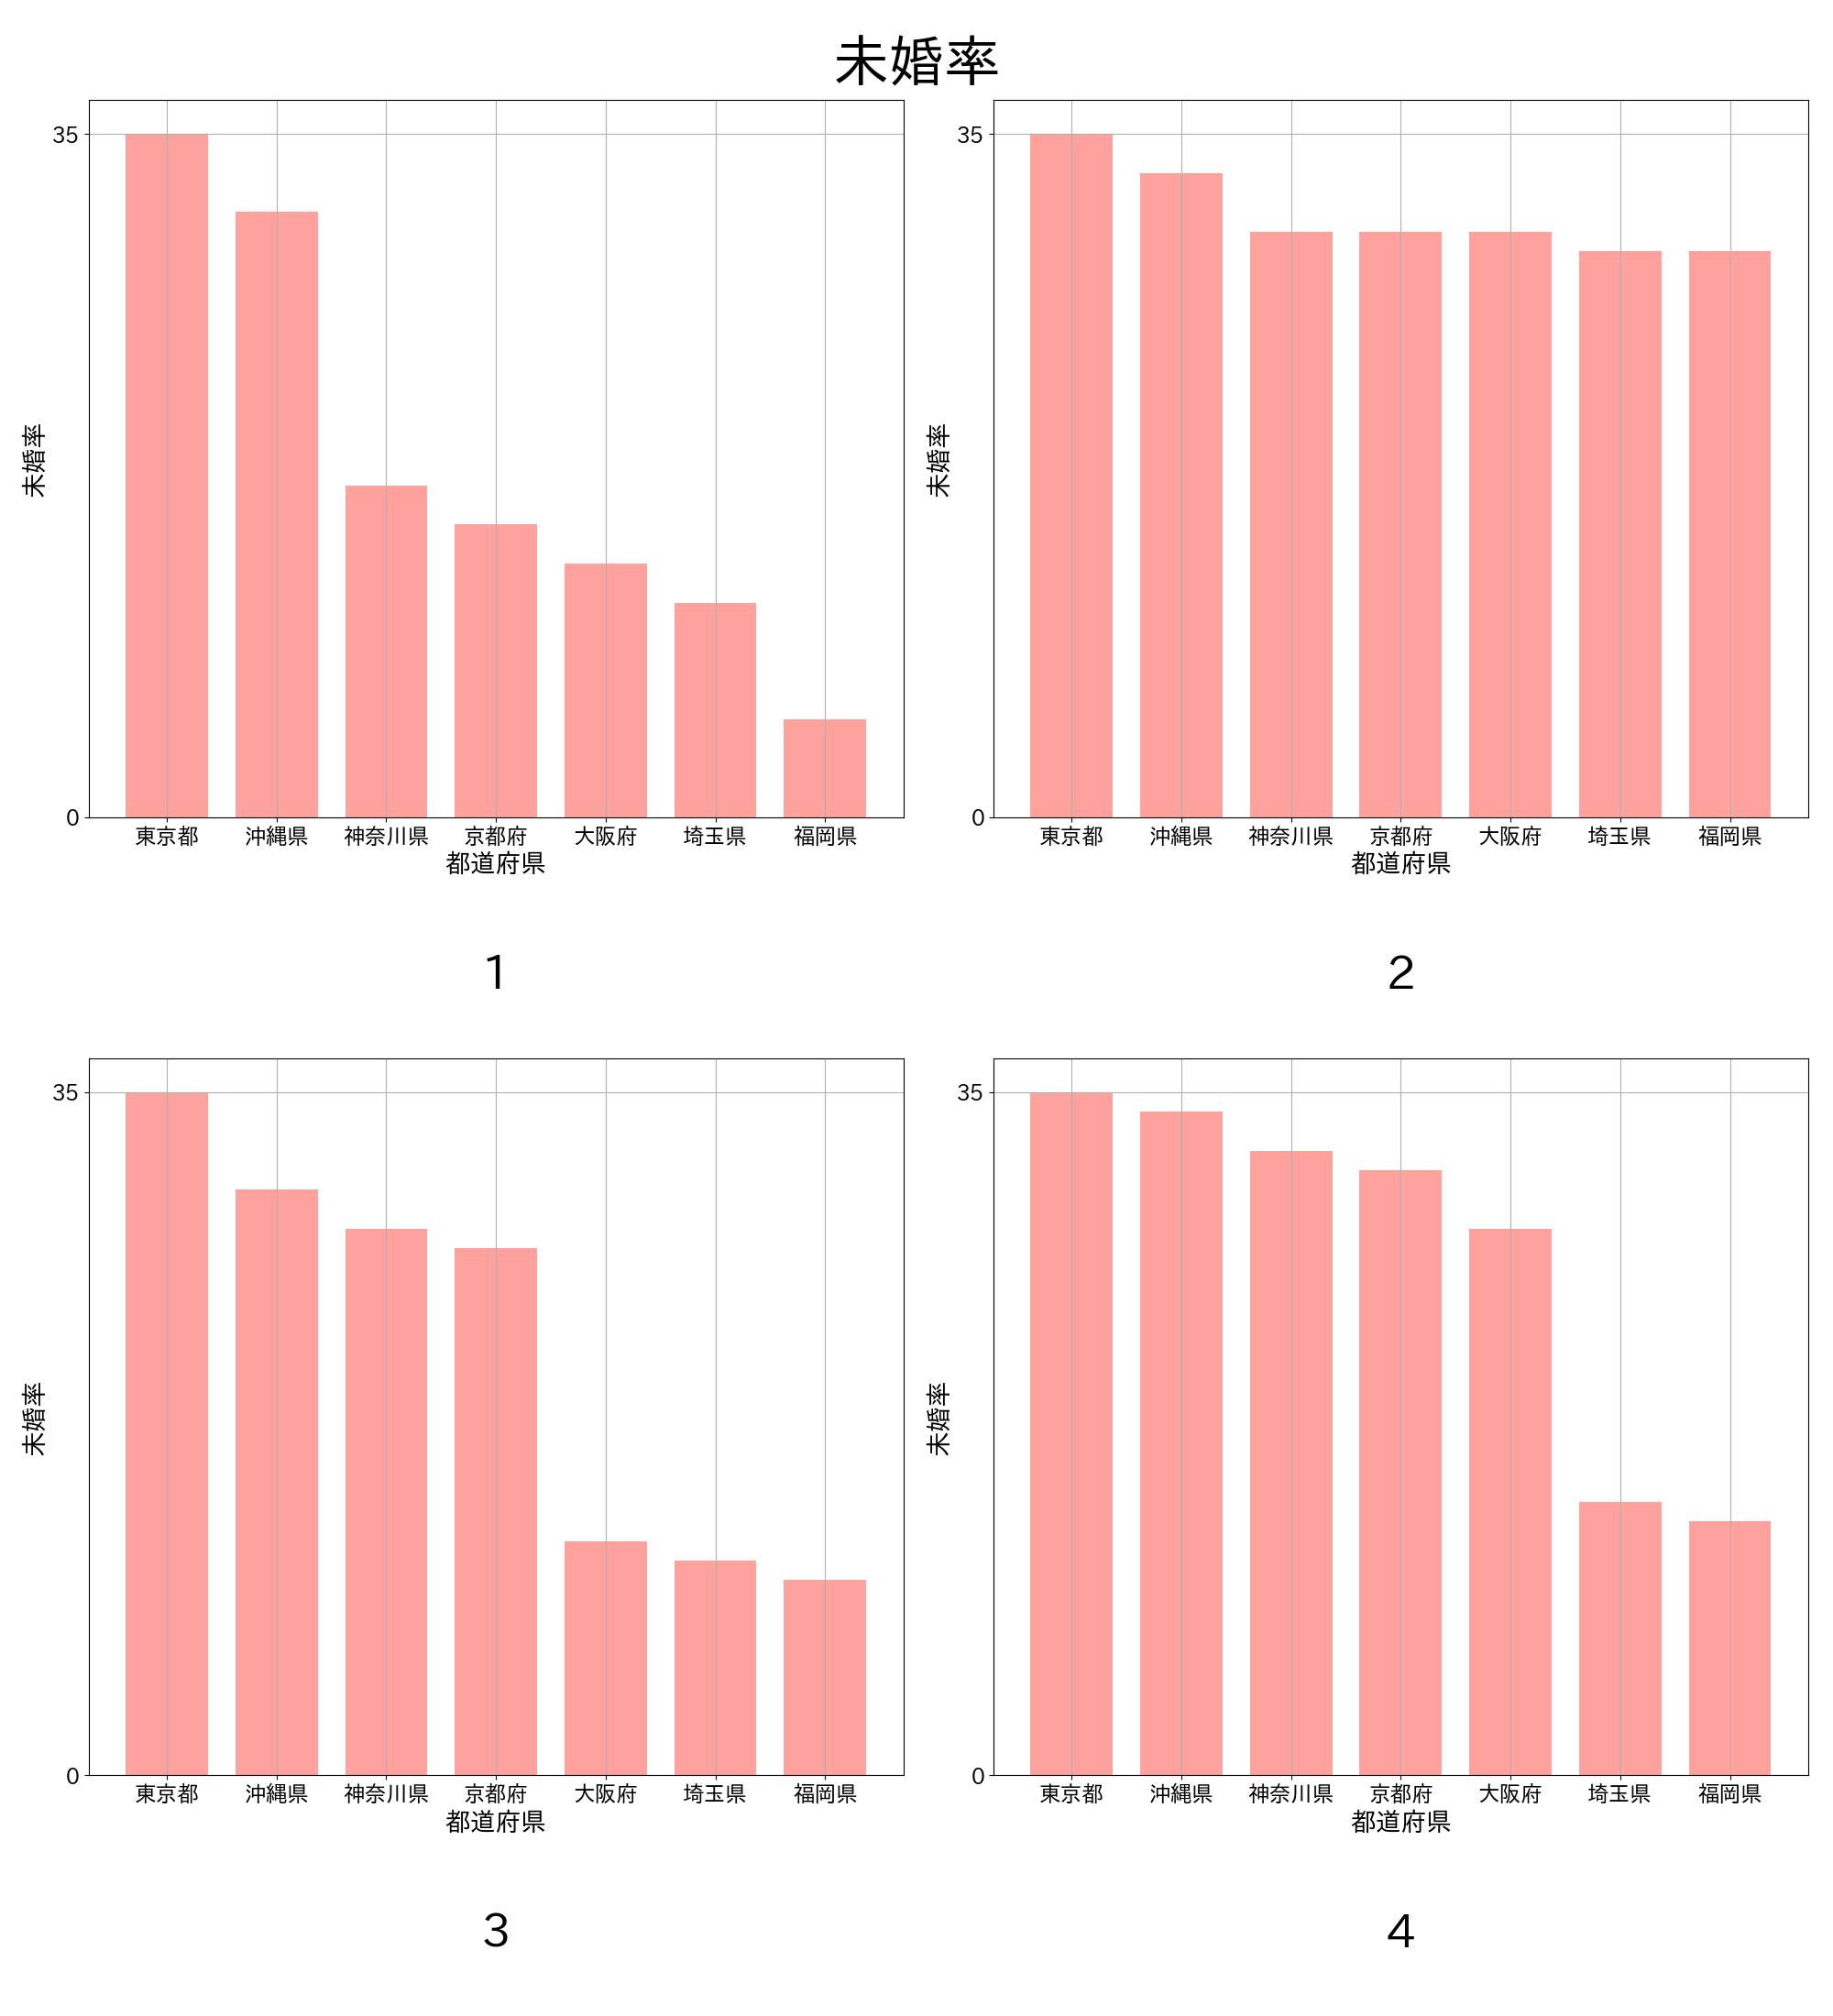 未婚率
35
0
未婚率
東京都 沖縄県 神奈川県 京都府 大阪府 埼玉県 福岡県
都道府県
1
35
0
未婚率
東京都 沖縄県 神奈川県 京都府 大阪府 埼玉県 福岡県
都道府県
2
35
0
未婚率
東京都 沖縄県 神奈川県 京都府 大阪府 埼玉県 福岡県
都道府県
3
35
0
未婚率
東京都 沖縄県 神奈川県 京都府 大阪府 埼玉県 福岡県
都道府県
4